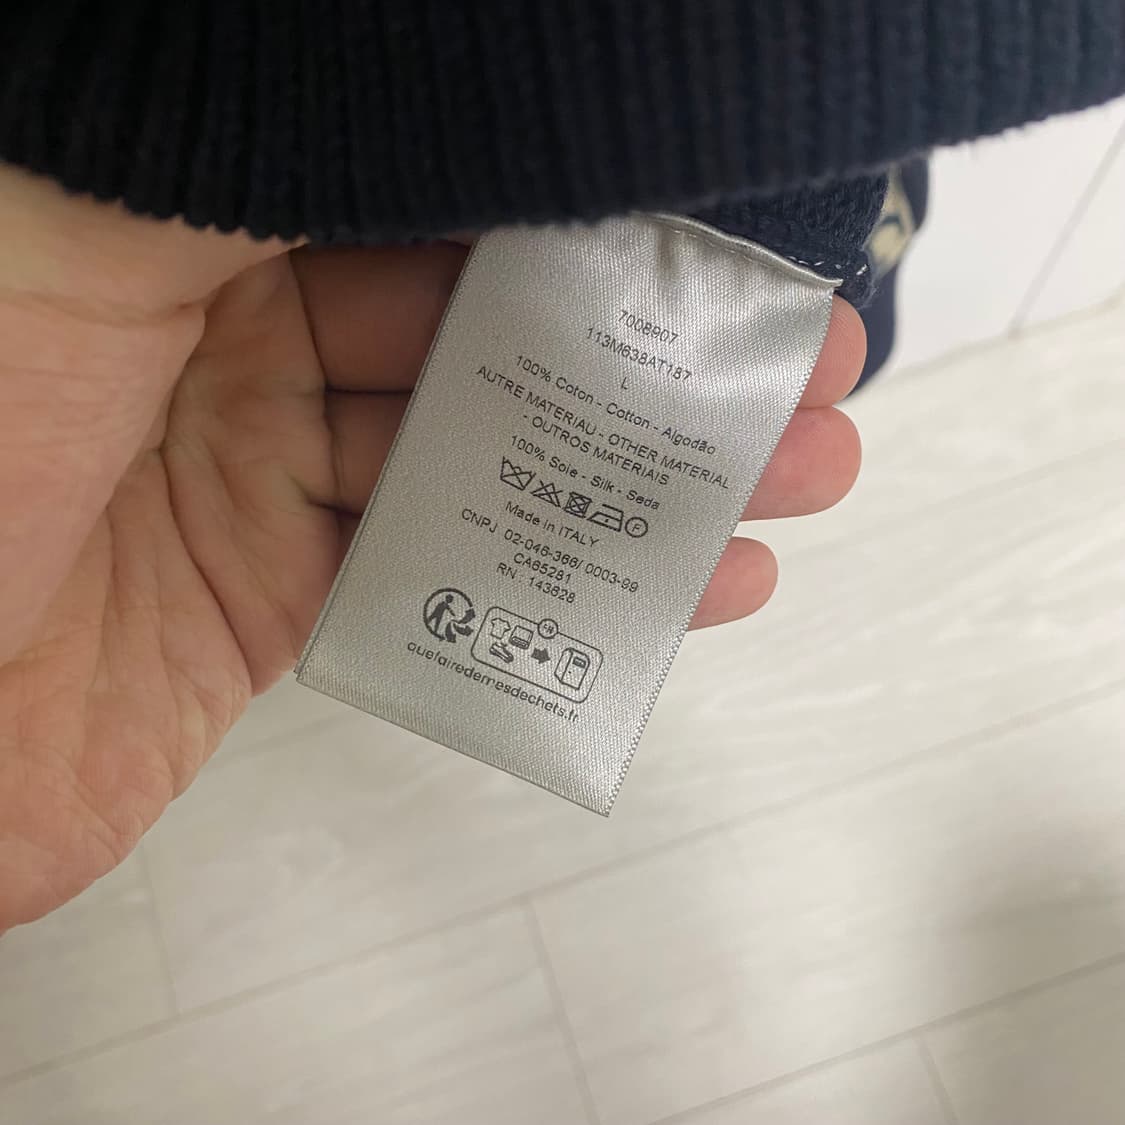 7008907
113M638AT187
L
100% Coton - Cotton - Algodão
AUTRE MATERIAU - OTHER MATERIAL
- OUTROS MATERIAIS
100% Soie - Silk - Seda
F
Made in ITALY
CNPJ 02-046-366/ 0003-99
CA65281
RN : 143828
FR
quefairedemesdechets.fr